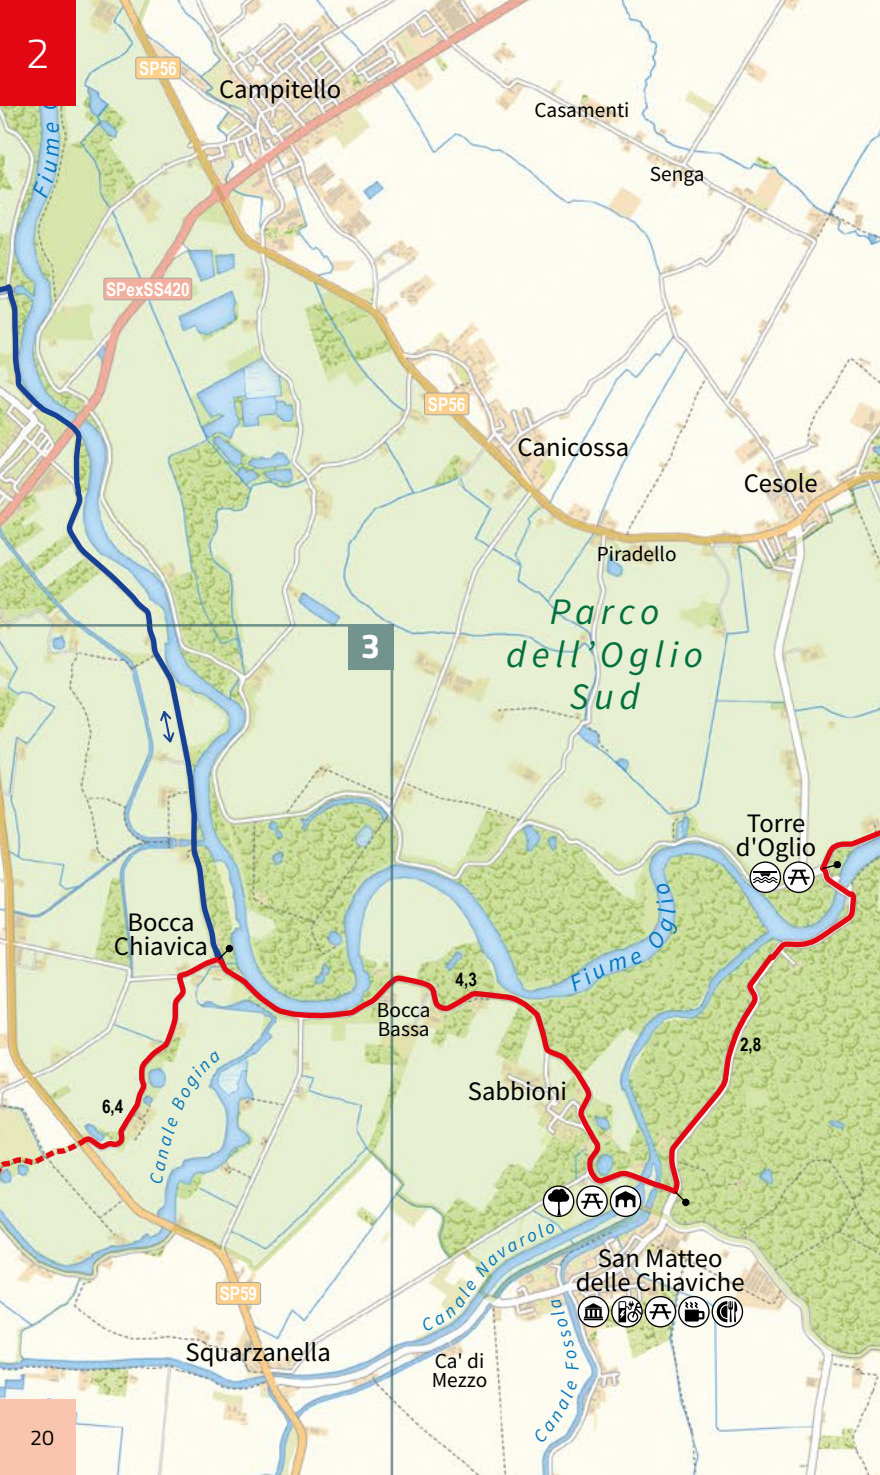 2
SP56
Campitello
Casamenti
Fiume
Senga
SPexSS420
SP56
Canicossa
Cesole
Piradello
Parco
dell'Oglio
Sud
3
Torre
d'Oglio
Bocca
Chiavica
Fiume Oglio
4,3
Bocca
Bassa
2,8
Canale Bogina
Sabbioni
6,4
Canale Navarolo
San Matteo
delle Chiaviche
SP59
Canale Fossola
Squarzanella
Ca' di
Mezzo
20